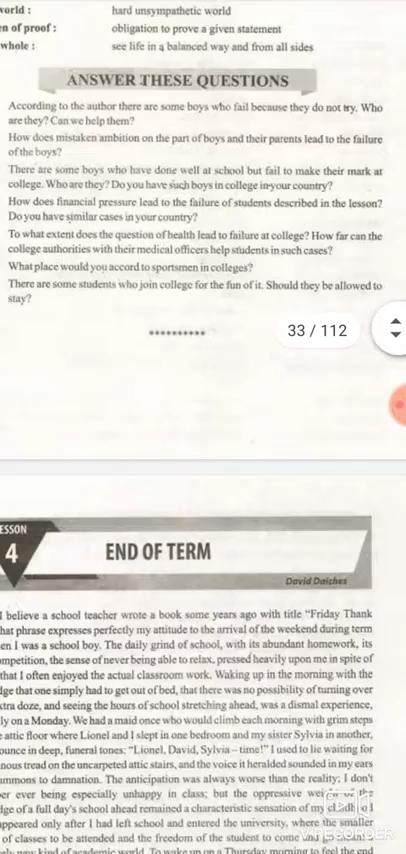 world :	hard unsympathetic world
en of proof :	obligation to prove a given statement
whole :	see life in a balanced way and from all sides
ANSWER THESE QUESTIONS
According to the author there are some boys who fail because they do not try. Who
are they? Can we help them?
How does mistaken ambition on the part of boys and their parents lead to the failure
of the boys?
There are some boys who have done well at school but fail to make their mark at
college. Who are they? Do you have such boys in college in your country?
How does financial pressure lead to the failure of students described in the lesson?
Do you have similar cases in your country?
To what extent does the question of health lead to failure at college? How far can the
college authorities with their medical officers help students in such cases?
What place would you accord to sportsmen in colleges?
There are some students who join college for the fun of it. Should they be allowed to
stay?
**********
33 / 112
ESSON
4
END OF TERM
David Daiches
I believe a school teacher wrote a book some years ago with title "Friday Thank
hat phrase expresses perfectly my attitude to the arrival of the weekend during term
en I was a school boy. The daily grind of school, with its abundant homework, its
ompetition, the sense of never being able to relax, pressed heavily upon me in spite of
that I often enjoyed the actual classroom work. Waking up in the morning with the
dge that one simply had to get out of bed, that there was no possibility of turning over
xtra doze, and seeing the hours of school stretching ahead, was a dismal experience,
ly on a Monday. We had a maid once who would climb each morning with grim steps
e attic floor where Lionel and I slept in one bedroom and my sister Sylvia in another,
ounce in deep, funeral tones: "Lionel, David, Sylvia – time!" I used to lie waiting for
nous tread on the uncarpeted attic stairs, and the voice it heralded sounded in my ears
ummons to damnation. The anticipation was always worse than the reality; I don't
er ever being especially unhappy in class; but the oppressive
dge of a full day's school ahead remained a characteristic sensation of my
appeared only after I had left school and entered the university, where the smaller
of classes to be attended and the freedom of the student to come
ely new kind of academic world. To wake up on a Thursday morning to feel the end
RECORDER